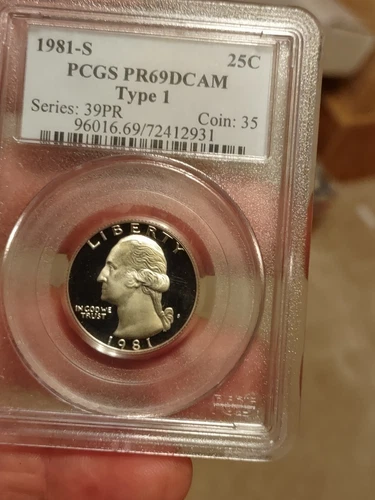 1981-S 25C
PCGS PR69DCAM
Type 1
Series: 39PR Coin: 35
96016.69/72412931
LIBERTY
IN GOD WE
TRUST
S
1981